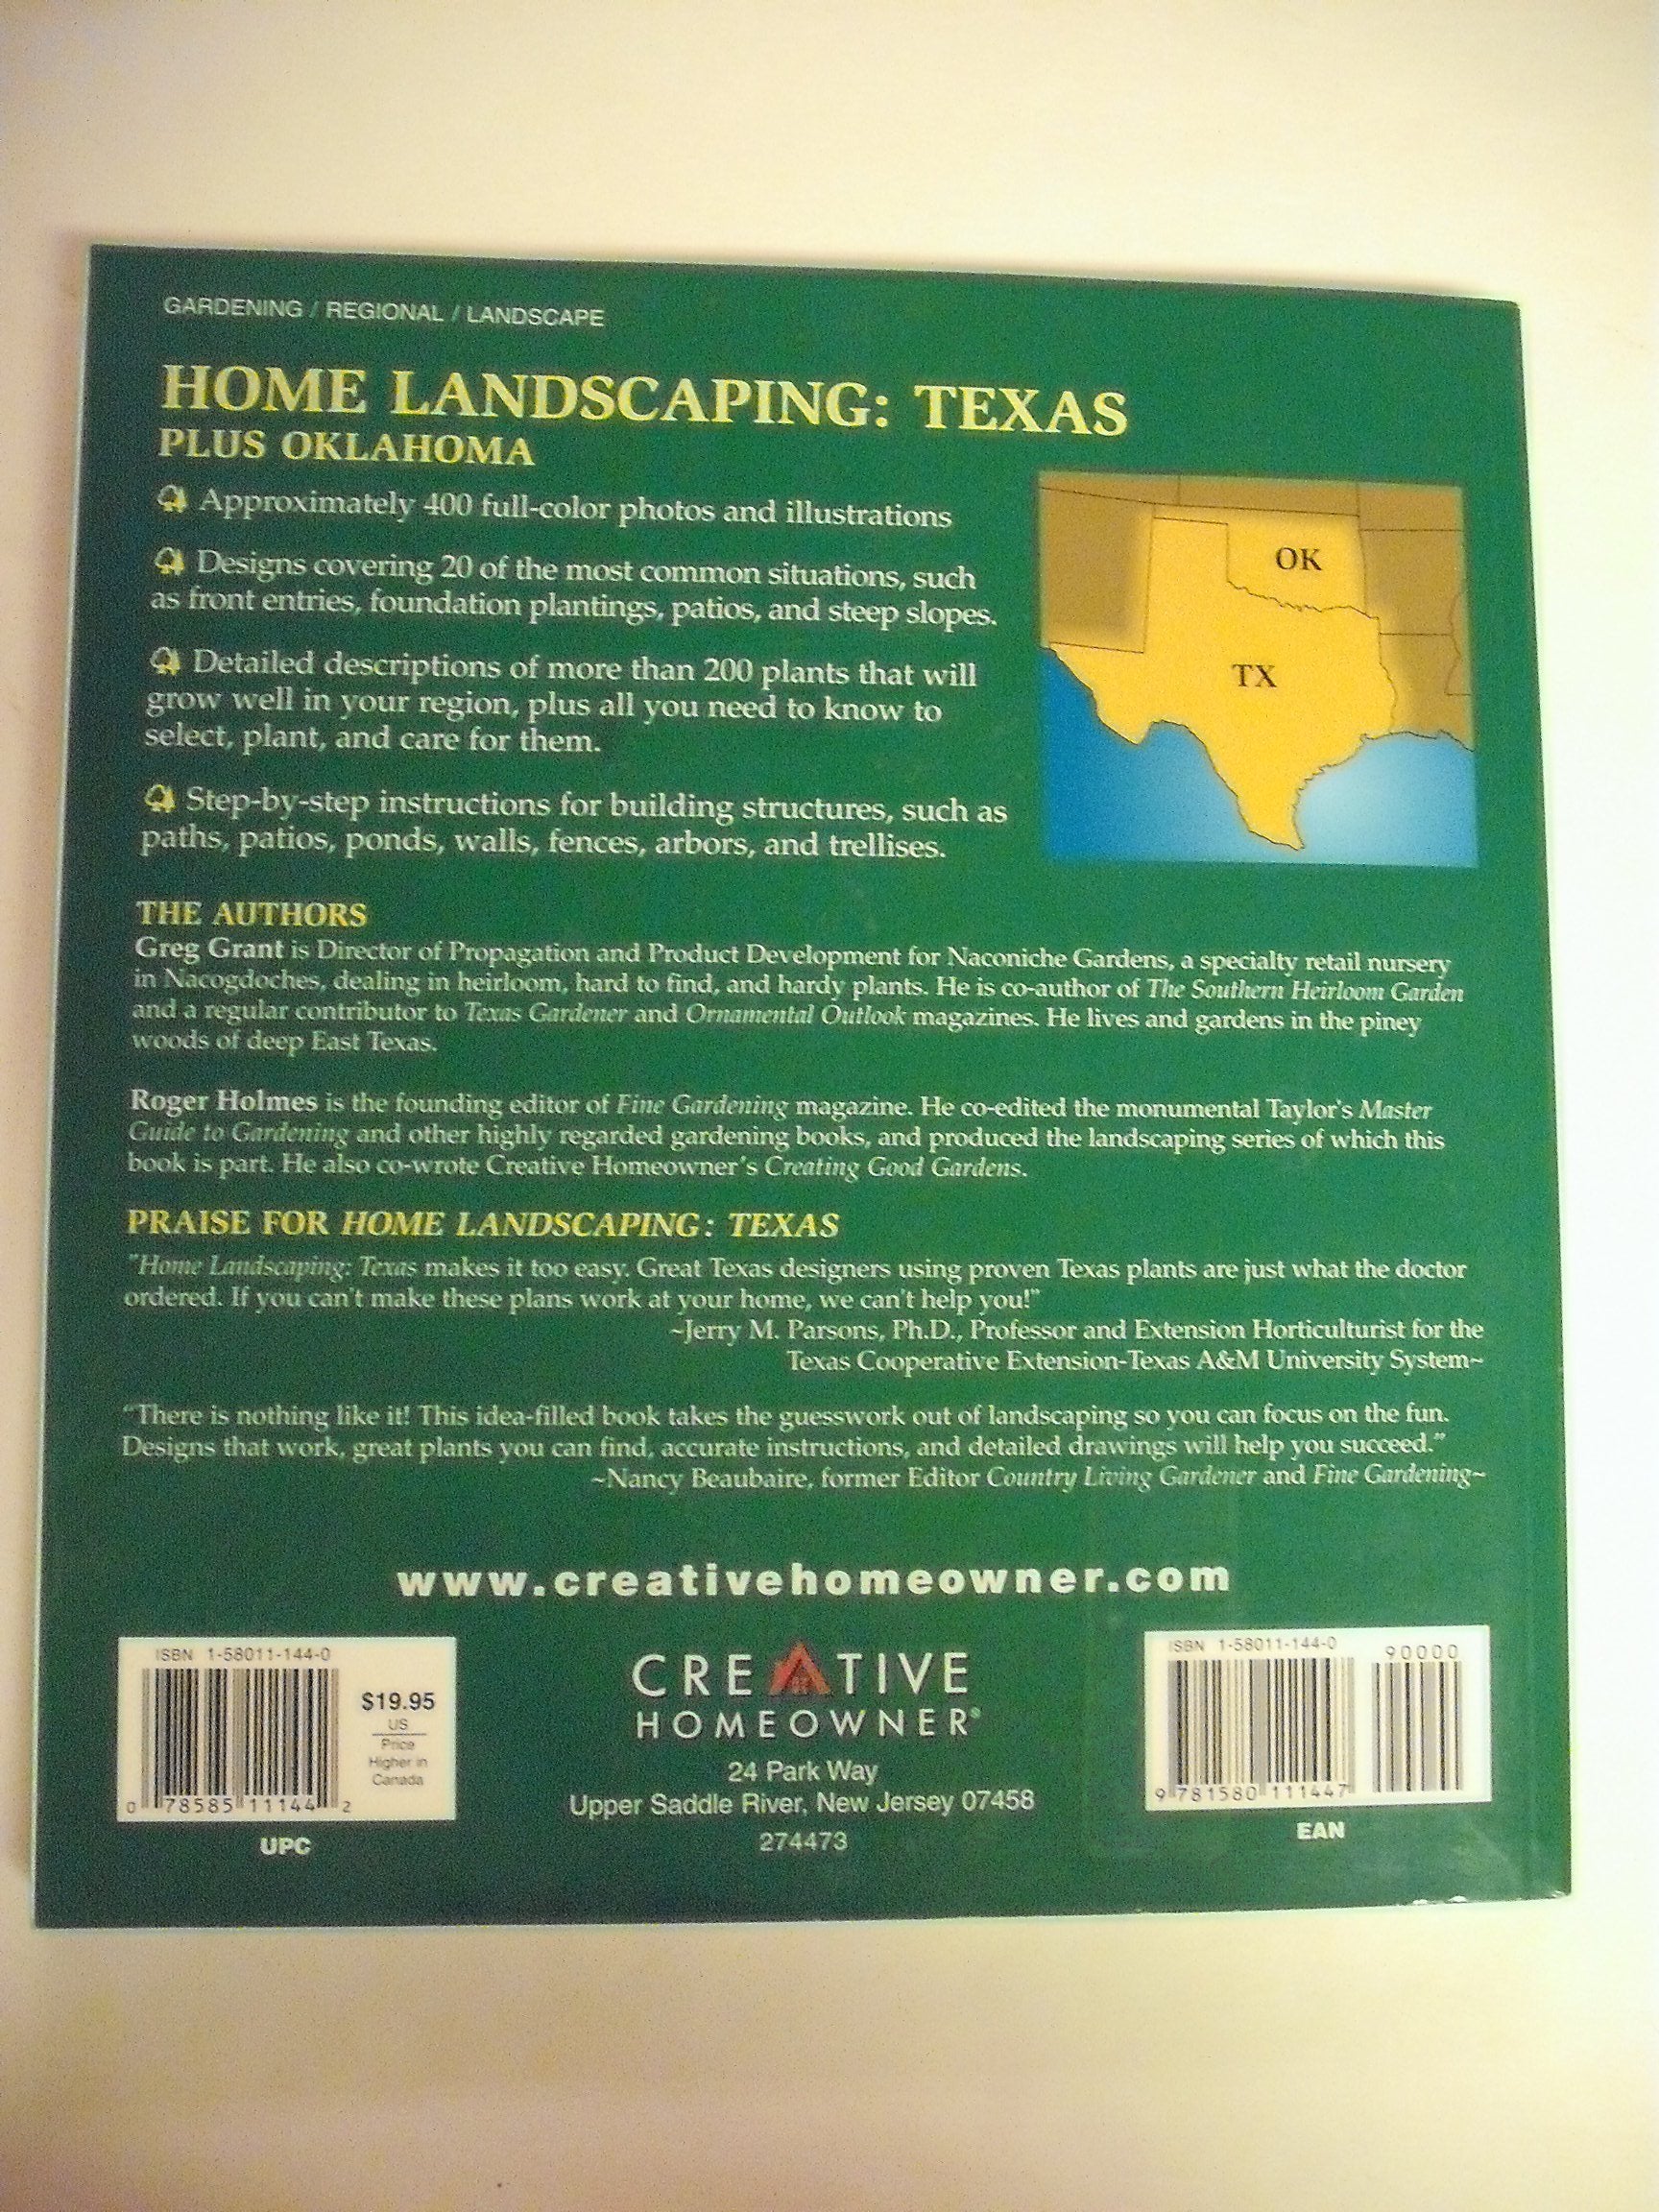 GARDENING / REGIONAL / LANDSCAPE
HOME LANDSCAPING: TEXAS
PLUS OKLAHOMA
Approximately 400 full-color photos and illustrations
Designs covering 20 of the most common situations, such
as front entries, foundation plantings, patios, and steep slopes.
Detailed descriptions of more than 200 plants that will
grow well in your region, plus all you need to know to
select, plant, and care for them.
Step-by-step instructions for building structures, such as
paths, patios, ponds, walls, fences, arbors, and trellises.
OK
TX
THE AUTHORS
Greg Grant is Director of Propagation and Product Development for Naconiche Gardens, a specialty retail nursery
in Nacogdoches, dealing in heirloom, hard to find, and hardy plants. He is co-author of The Southern Heirloom Garden
and a regular contributor to Texas Gardener and Ornamental Outlook magazines. He lives and gardens in the piney
woods of deep East Texas.
Roger Holmes is the founding editor of Fine Gardening magazine. He co-edited the monumental Taylor's Master
Guide to Gardening and other highly regarded gardening books, and produced the landscaping series of which this
book is part. He also co-wrote Creative Homeowner's Creating Good Gardens.
PRAISE FOR HOME LANDSCAPING: TEXAS
"Home Landscaping: Texas makes it too easy. Great Texas designers using proven Texas plants are just what the doctor
ordered. If you can't make these plans work at your home, we can't help you!"
~Jerry M. Parsons, Ph.D., Professor and Extension Horticulturist for the
Texas Cooperative Extension-Texas A&M University System~
"There is nothing like it! This idea-filled book takes the guesswork out of landscaping so you can focus on the fun.
Designs that work, great plants you can find, accurate instructions, and detailed drawings will help you succeed."
~Nancy Beaubaire, former Editor Country Living Gardener and Fine Gardening~
www.creativehomeowner.com
ISBN 1-58011-144-0
$19.95
US
Price
Higher in
Canada
0 78585 11144 2
UPC
CREATIVE
HOMEOWNER®
24 Park Way
Upper Saddle River, New Jersey 07458
274473
ISBN 1-58011-144-0
90000
9 781580 111447
EAN